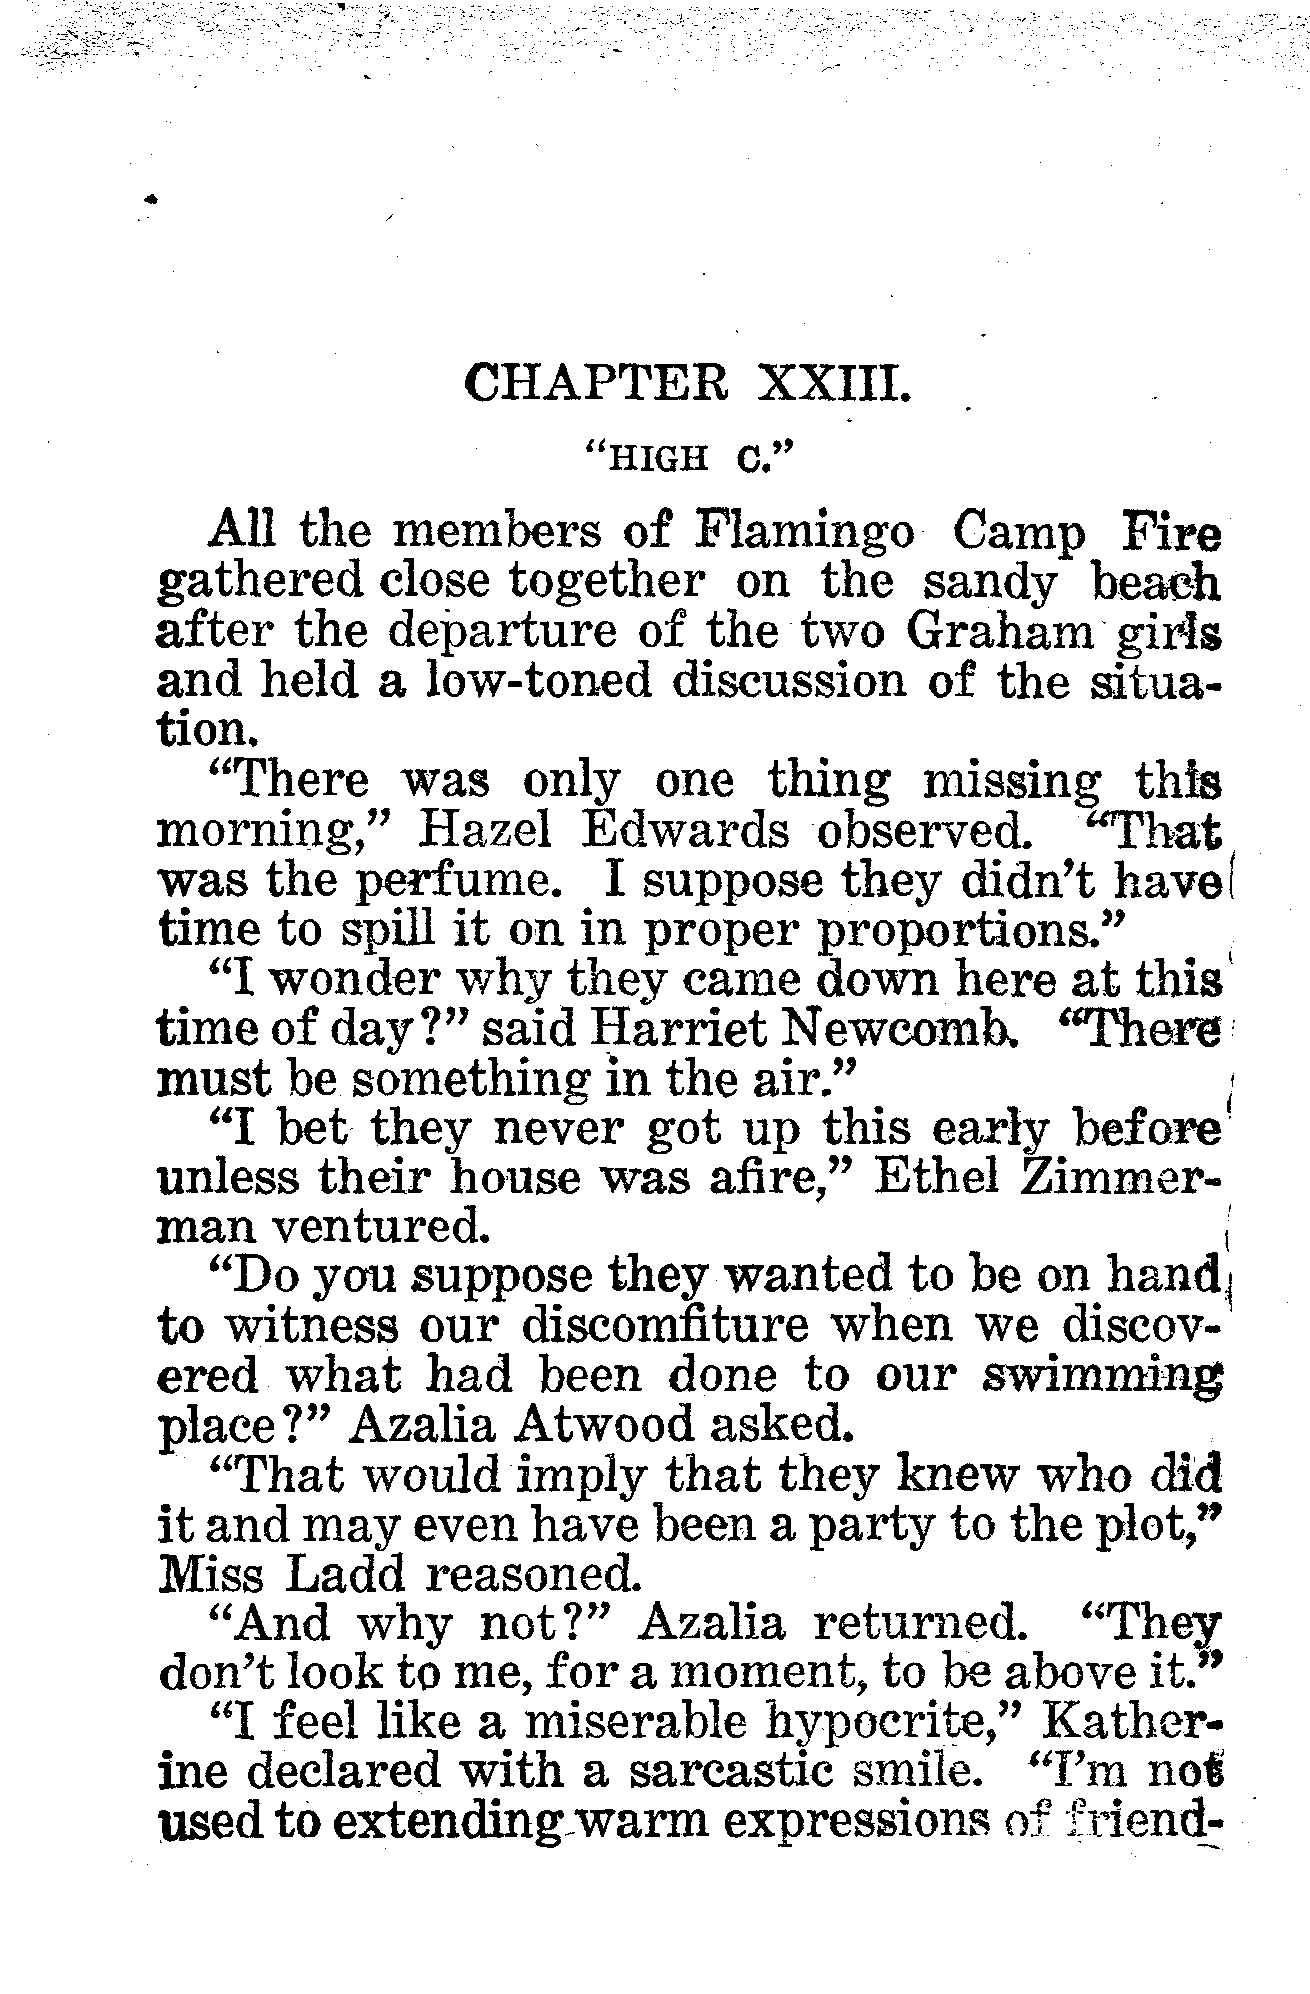 CHAPTER XXIII.
“HIGH C.”
All the members of Flamingo Camp Fire
gathered close together on the sandy beach
after the departure of the two Graham girls
and held a low-toned discussion of the situa-
tion.
“There was only one thing missing this
morning,” Hazel Edwards observed. “That
was the perfume. I suppose they didn’t have
time to spill it on in proper proportions.”
“I wonder why they came down here at this
time of day?” said Harriet Newcomb. “There
must be something in the air.”
“I bet they never got up this early before
unless their house was afire,” Ethel Zimmer-
man ventured.
“Do you suppose they wanted to be on hand
to witness our discomfiture when we discov-
ered what had been done to our swimming
place?” Azalia Atwood asked.
“That would imply that they knew who did
it and may even have been a party to the plot,”
Miss Ladd reasoned.
“And why not?” Azalia returned. “They
don’t look to me, for a moment, to be above it.”
“I feel like a miserable hypocrite,” Kather-
ine declared with a sarcastic smile. “I’m not
used to extending warm expressions of friend-